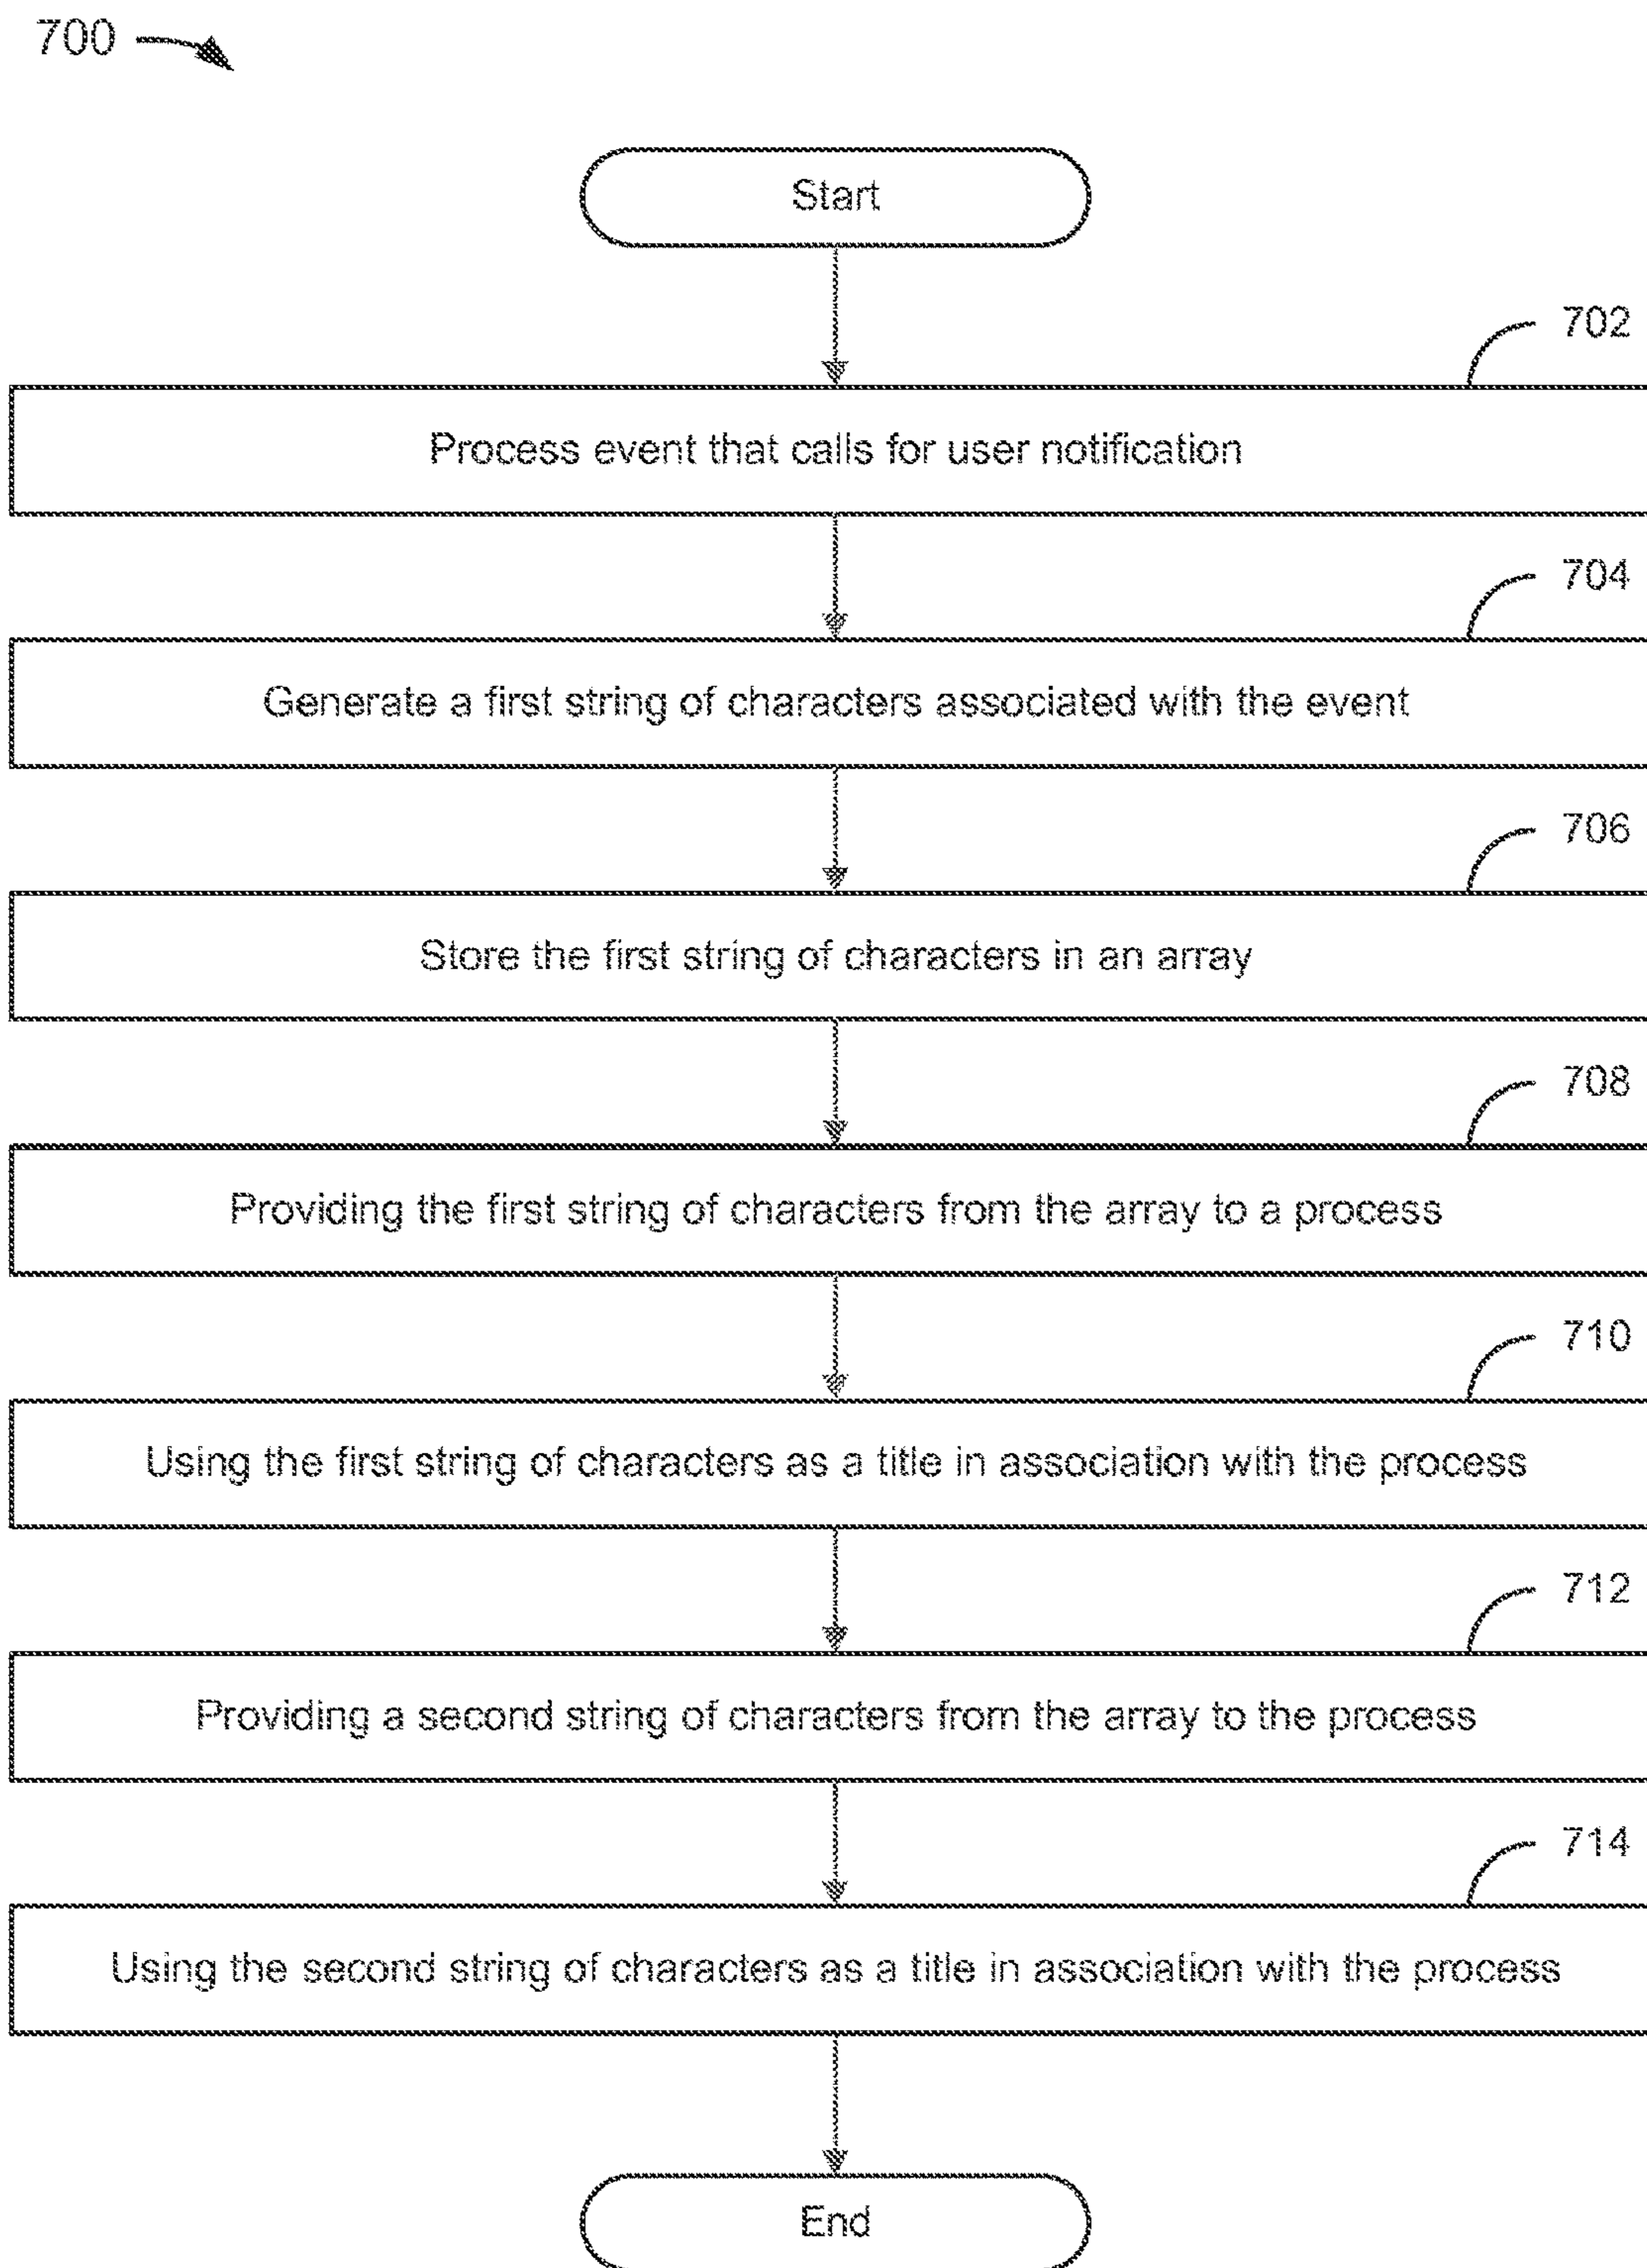 700
Start
702
Process event that calls for user notification
704
Generate a first string of characters associated with the event
706
Store the first string of characters in an array
708
Providing the first string of characters from the array to a process
710
Using the first string of characters as a title in association with the process
712
Providing a second string of characters from the array to the process
714
Using the second string of characters as a title in association with the process
End